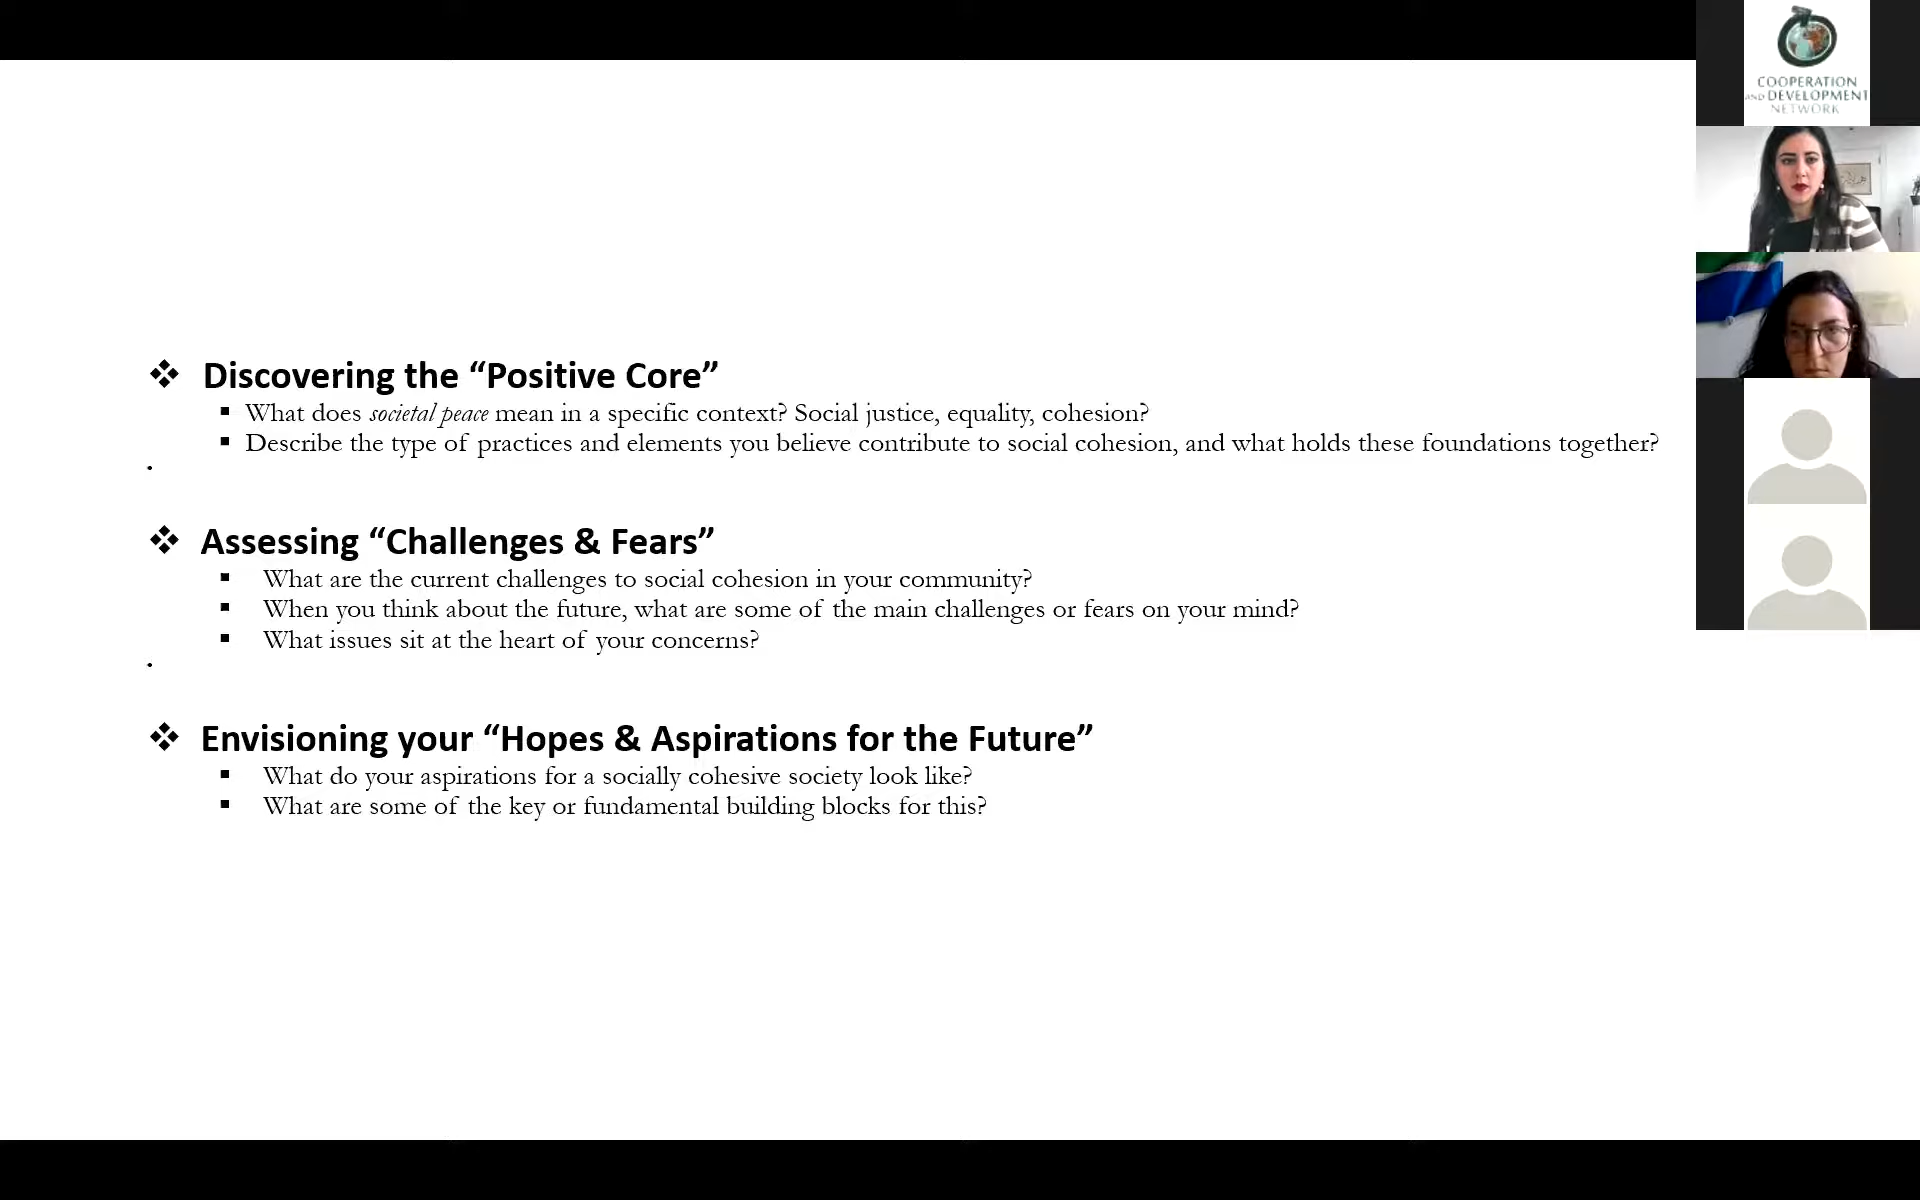 COOPERATION
AND DEVELOPMENT
NETWORK
❖ Discovering the “Positive Core”
▪ What does societal peace mean in a specific context? Social justice, equality, cohesion?
▪ Describe the type of practices and elements you believe contribute to social cohesion, and what holds these foundations together?
•
❖ Assessing “Challenges & Fears”
▪ What are the current challenges to social cohesion in your community?
▪ When you think about the future, what are some of the main challenges or fears on your mind?
▪ What issues sit at the heart of your concerns?
•
❖ Envisioning your “Hopes & Aspirations for the Future”
▪ What do your aspirations for a socially cohesive society look like?
▪ What are some of the key or fundamental building blocks for this?